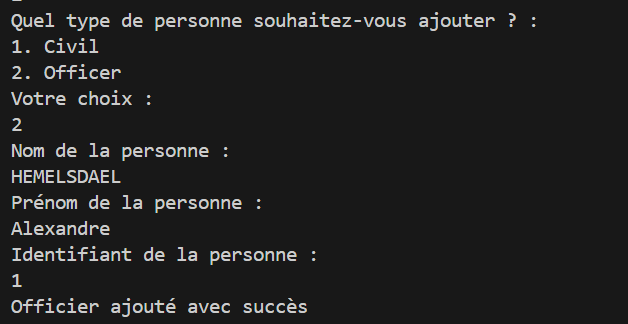 Quel type de personne souhaitez-vous ajouter ? :
1. Civil
2. Officer
Votre choix :
2
Nom de la personne :
HEMELSDAEL
Prénom de la personne :
Alexandre
Identifiant de la personne :
1
Officier ajouté avec succès